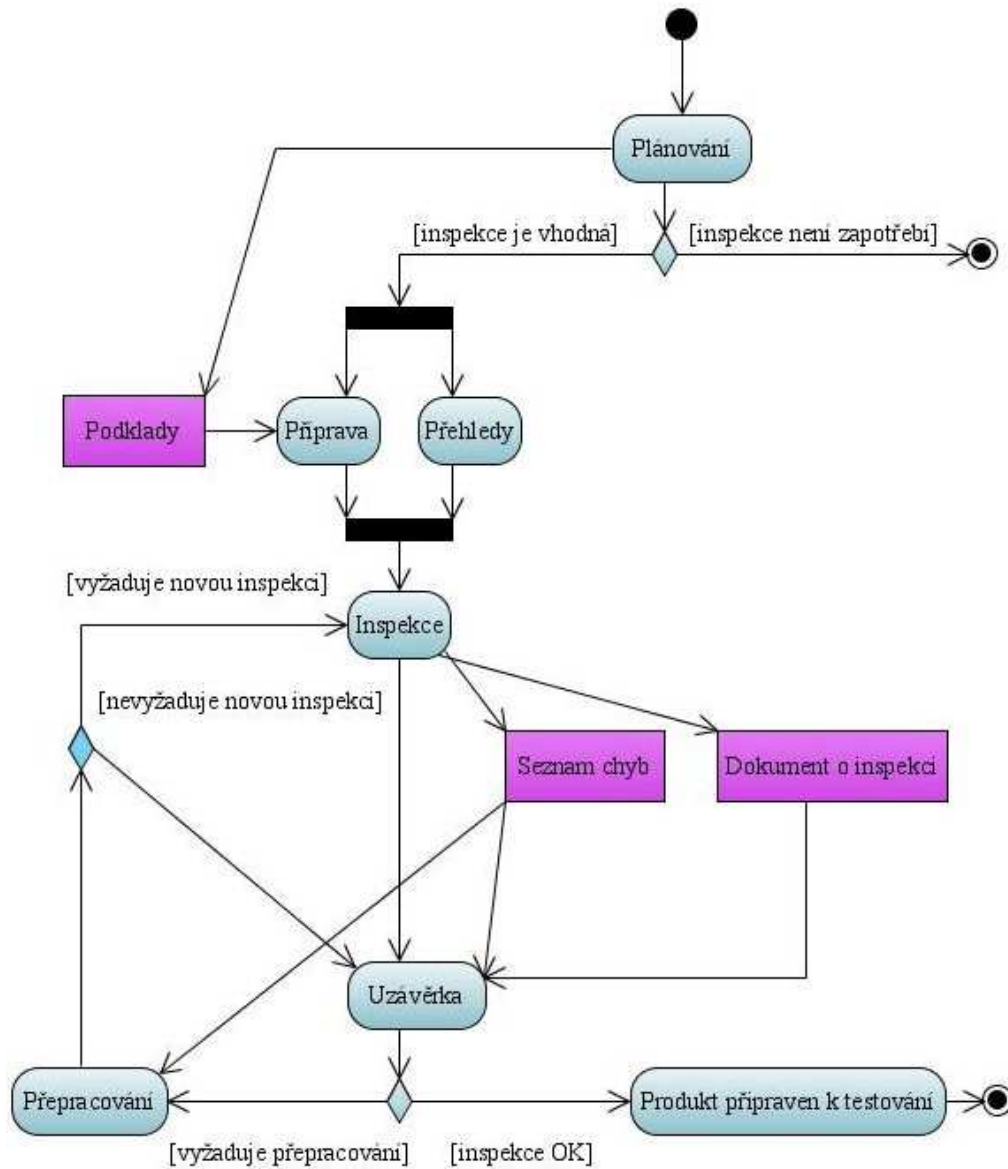 Plánování
[inspekce je vhodná]
[inspekce není zapotřebí]
Podklady
Příprava
Přehledy
[vyžaduje novou inspekci]
Inspekce
[nevyžaduje novou inspekci]
Seznam chyb
Dokument o inspekci
Uzávěrka
Přepracování
Produkt připraven k testování
[vyžaduje přepracování]
[inspekce OK]